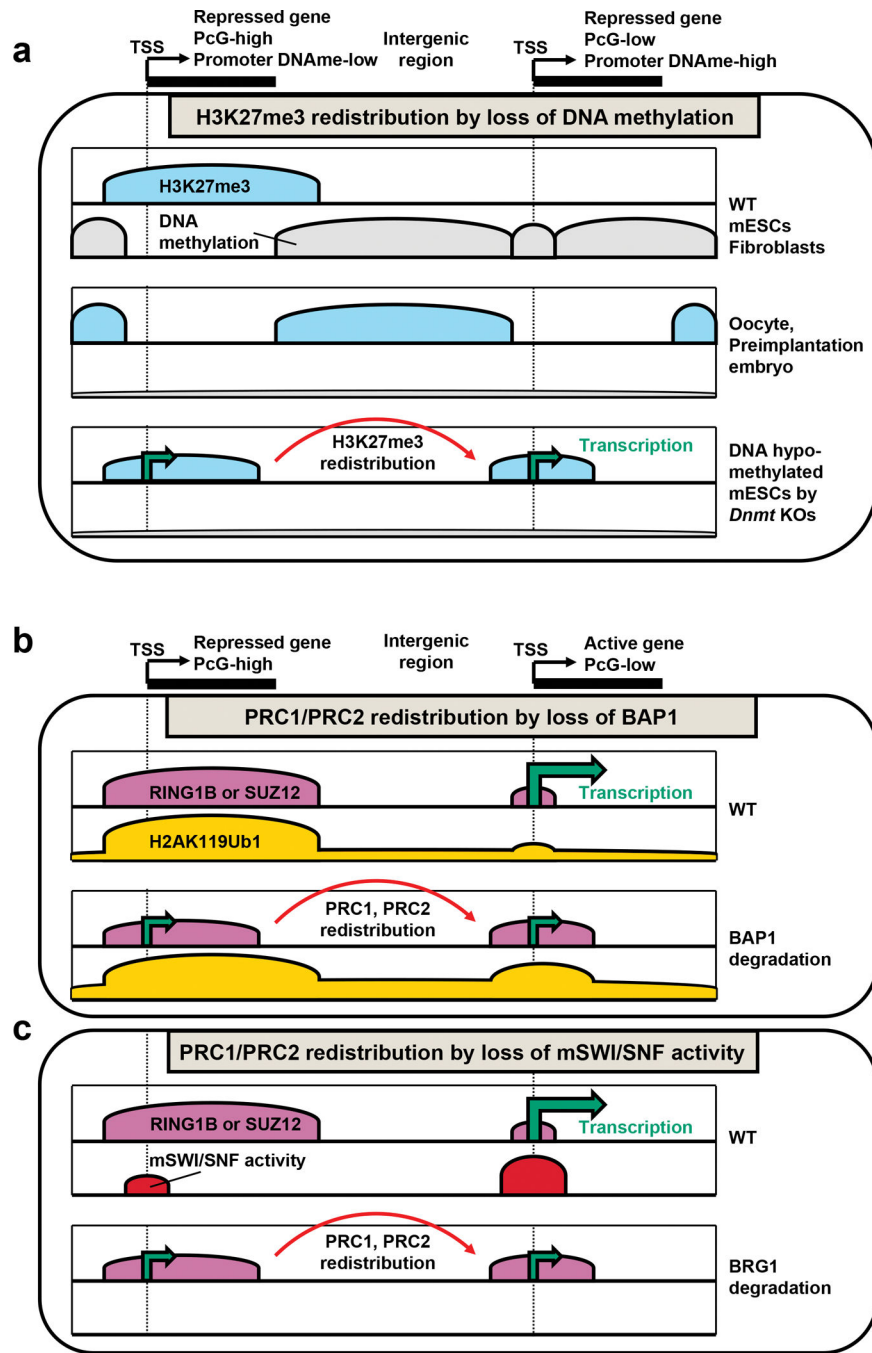 a
TSS
Repressed gene
PcG-high
Promoter DNAme-low
Intergenic
region
TSS
Repressed gene
PcG-low
Promoter DNAme-high
H3K27me3 redistribution by loss of DNA methylation
H3K27me3
DNA
methylation
WT
mESCs
Fibroblasts
Oocyte,
Preimplantation
embryo
H3K27me3
redistribution
Transcription
DNA hypo-
methylated
mESCs by
Dnmt KOs
b
TSS
Repressed gene
PcG-high
Intergenic
region
TSS
Active gene
PcG-low
PRC1/PRC2 redistribution by loss of BAP1
RING1B or SUZ12
Transcription
H2AK119Ub1
WT
PRC1, PRC2
redistribution
BAP1
degradation
c
PRC1/PRC2 redistribution by loss of mSWI/SNF activity
RING1B or SUZ12
Transcription
mSWI/SNF activity
WT
PRC1, PRC2
redistribution
BRG1
degradation